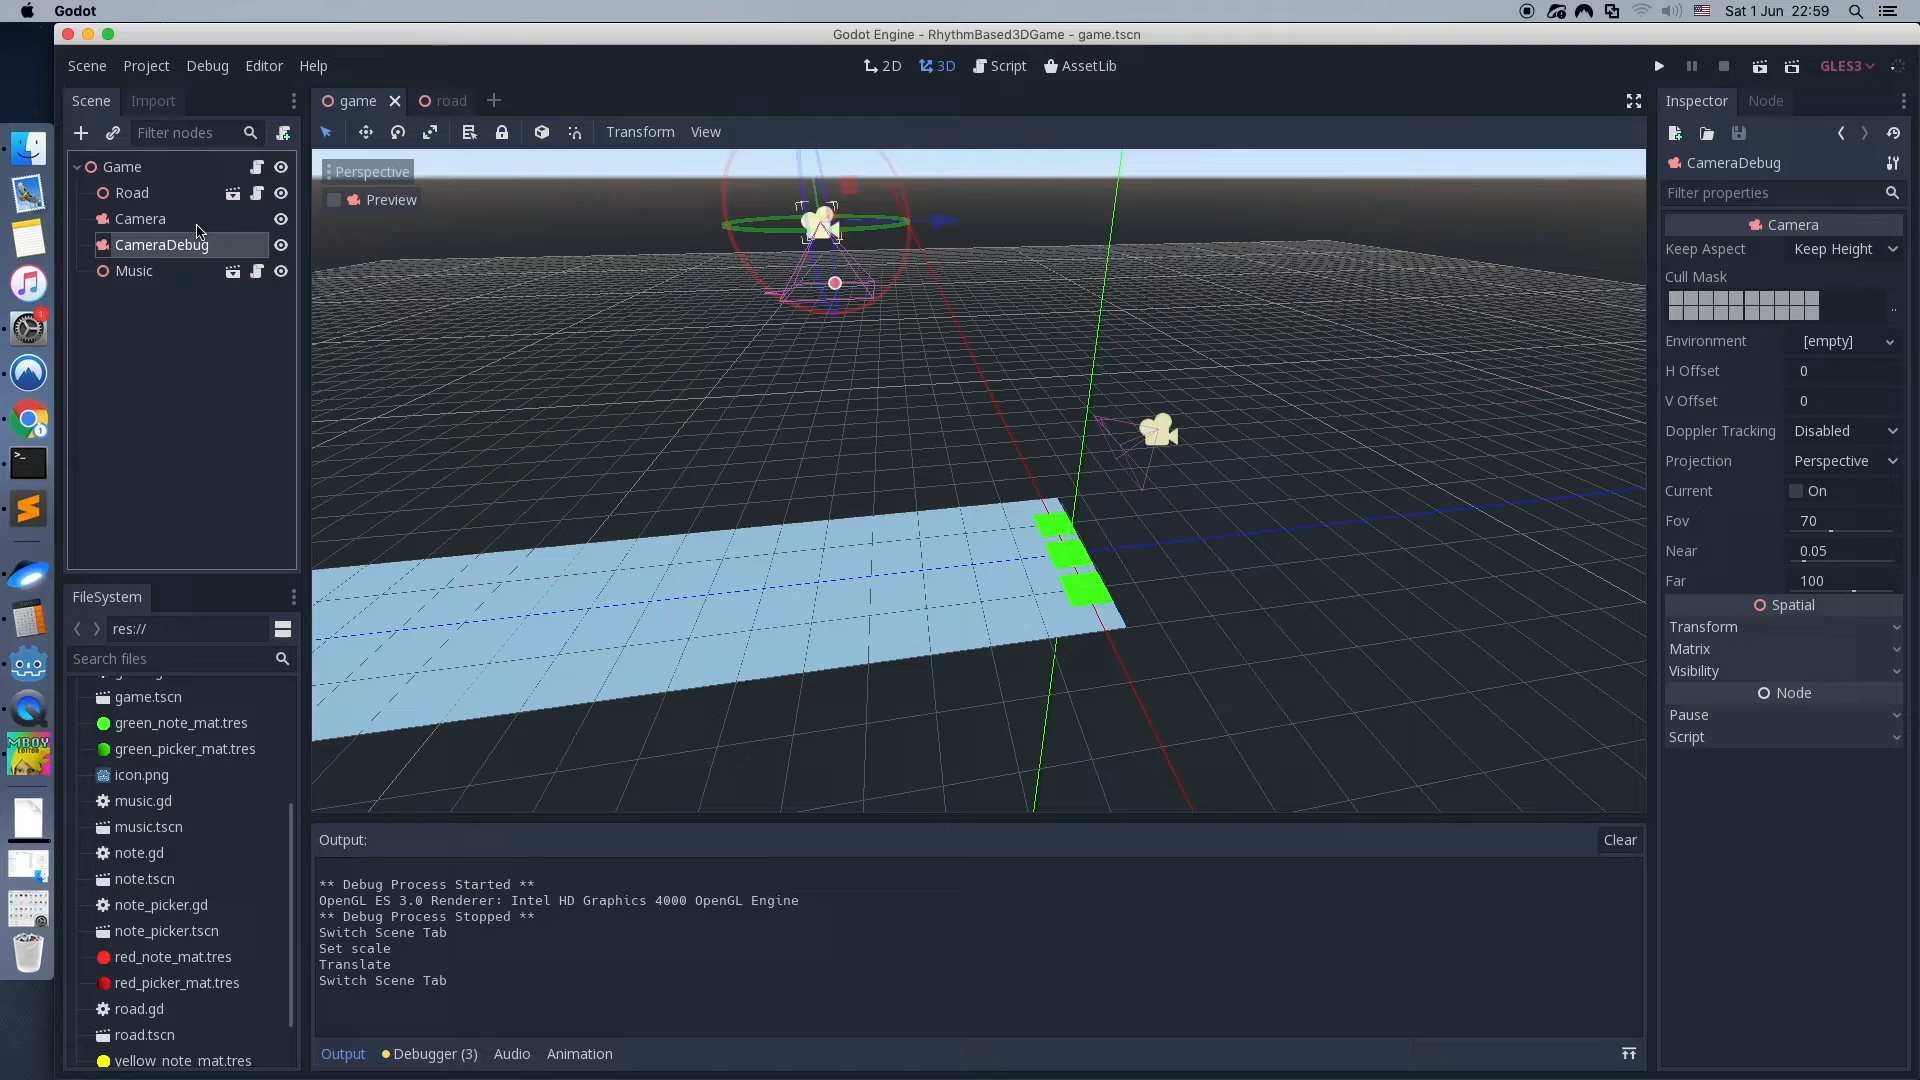 Godot
Sat 1 Jun 22:59
Godot Engine - RhythmBased3DGame - game.tscn
Scene Project Debug Editor Help
2D 3D Script AssetLib
GLES3
Scene Import
Filter nodes
Game
Road
Camera
CameraDebug
Music
FileSystem
res://
Search files
game.tscn
green_note_mat.tres
green_picker_mat.tres
icon.png
music.gd
music.tscn
note.gd
note.tscn
note_picker.gd
note_picker.tscn
red_note_mat.tres
red_picker_mat.tres
road.gd
road.tscn
yellow_note_mat.tres
game road
Transform View
Perspective
Preview
Output:
Clear
** Debug Process Started **
OpenGL ES 3.0 Renderer: Intel HD Graphics 4000 OpenGL Engine
** Debug Process Stopped **
Switch Scene Tab
Set scale
Translate
Switch Scene Tab
Output Debugger (3) Audio Animation
Inspector Node
CameraDebug
Filter properties
Camera
Keep Aspect Keep Height
Cull Mask
..
Environment [empty]
H Offset 0
V Offset 0
Doppler Tracking Disabled
Projection Perspective
Current On
Fov 70
Near 0.05
Far 100
Spatial
Transform
Matrix
Visibility
Node
Pause
Script
1
1
MBOY